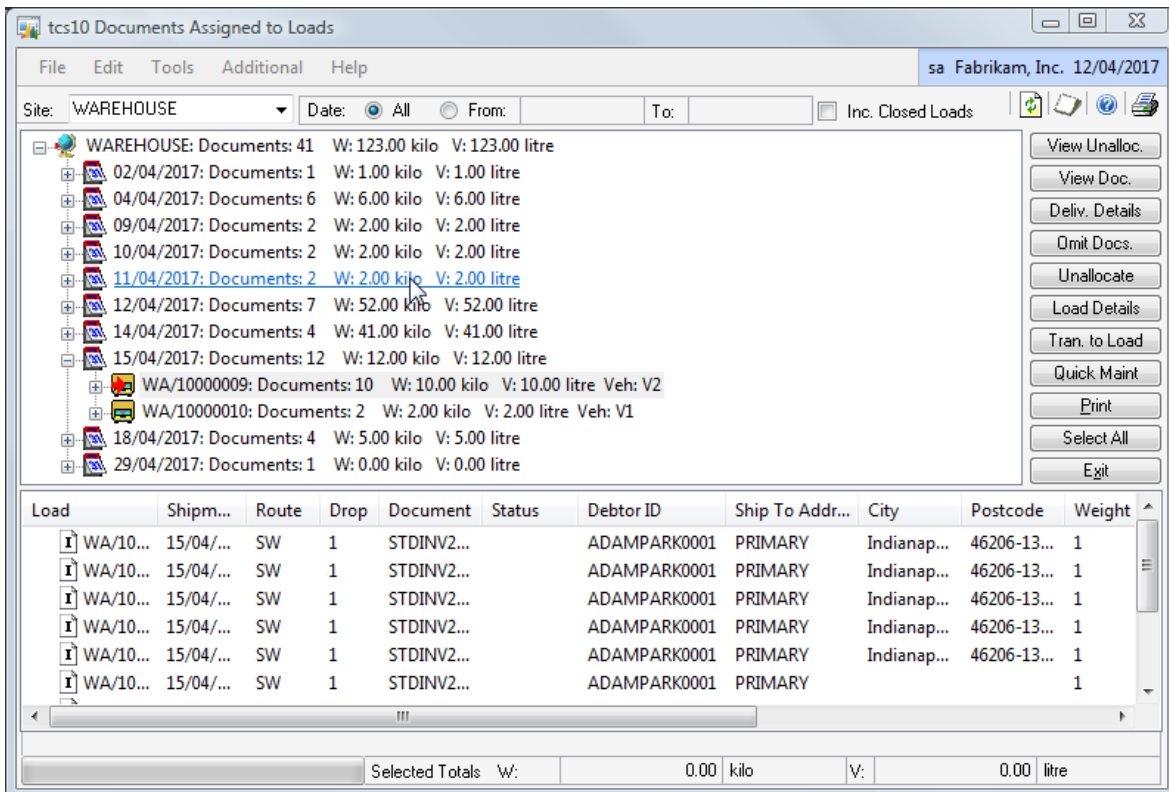 tcs10 Documents Assigned to Loads
File Edit Tools Additional Help sa Fabrikam, Inc. 12/04/2017
Site: WAREHOUSE Date: All From: To: Inc. Closed Loads
WAREHOUSE: Documents: 41 W: 123.00 kilo V: 123.00 litre
02/04/2017: Documents: 1 W: 1.00 kilo V: 1.00 litre
04/04/2017: Documents: 6 W: 6.00 kilo V: 6.00 litre
09/04/2017: Documents: 2 W: 2.00 kilo V: 2.00 litre
10/04/2017: Documents: 2 W: 2.00 kilo V: 2.00 litre
11/04/2017: Documents: 2 W: 2.00 kilo V: 2.00 litre
12/04/2017: Documents: 7 W: 52.00 kilo V: 52.00 litre
14/04/2017: Documents: 4 W: 41.00 kilo V: 41.00 litre
15/04/2017: Documents: 12 W: 12.00 kilo V: 12.00 litre
WA/10000009: Documents: 10 W: 10.00 kilo V: 10.00 litre Veh: V2
WA/10000010: Documents: 2 W: 2.00 kilo V: 2.00 litre Veh: V1
18/04/2017: Documents: 4 W: 5.00 kilo V: 5.00 litre
29/04/2017: Documents: 1 W: 0.00 kilo V: 0.00 litre
View Unalloc.
View Doc.
Deliv. Details
Omit Docs.
Unallocate
Load Details
Tran. to Load
Quick Maint
Print
Select All
Exit
Load Shipm... Route Drop Document Status Debtor ID Ship To Addr... City Postcode Weight
I WA/10... 15/04/... SW 1 STDINV2... ADAMPARK0001 PRIMARY Indianap... 46206-13... 1
I WA/10... 15/04/... SW 1 STDINV2... ADAMPARK0001 PRIMARY Indianap... 46206-13... 1
I WA/10... 15/04/... SW 1 STDINV2... ADAMPARK0001 PRIMARY Indianap... 46206-13... 1
I WA/10... 15/04/... SW 1 STDINV2... ADAMPARK0001 PRIMARY Indianap... 46206-13... 1
I WA/10... 15/04/... SW 1 STDINV2... ADAMPARK0001 PRIMARY Indianap... 46206-13... 1
I WA/10... 15/04/... SW 1 STDINV2... ADAMPARK0001 PRIMARY 1
Selected Totals W: 0.00 kilo V: 0.00 litre